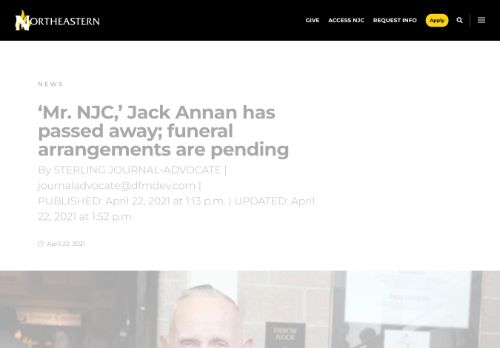 NORTHEASTERN
GIVE ACCESS NJC REQUEST INFO Apply
NEWS
‘Mr. NJC,’ Jack Annan has
passed away; funeral
arrangements are pending
By STERLING JOURNAL-ADVOCATE |
journaladvocate@dfmdev.com |
PUBLISHED: April 22, 2021 at 1:13 p.m. | UPDATED: April
22, 2021 at 1:52 p.m.
April 22, 2021